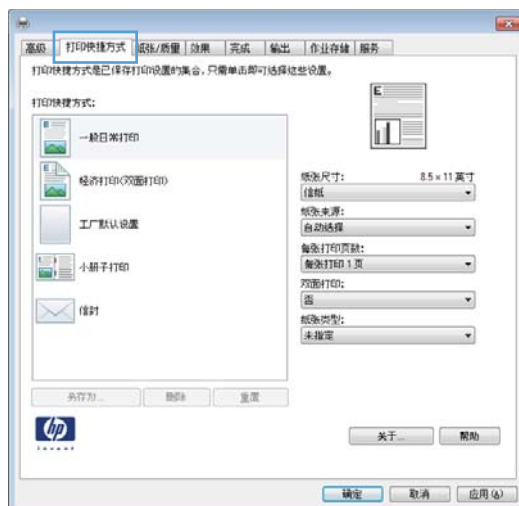 高级 打印快捷方式 纸张/质量 效果 完成 输出 作业存储 服务
打印快捷方式是已保存打印设置的集合,只需单击即可选择这些设置。
打印快捷方式:
一般日常打印
经济打印(双面打印)
工厂默认设置
小册子打印
信封
另存为... 删除 重置
E
纸张尺寸: 8.5 × 11 英寸
信纸
纸张来源:
自动选择
每张打印页数:
每张打印 1 页
双面打印:
否
纸张类型:
未指定
hp
invent
关于... 帮助
确定 取消 应用(A)